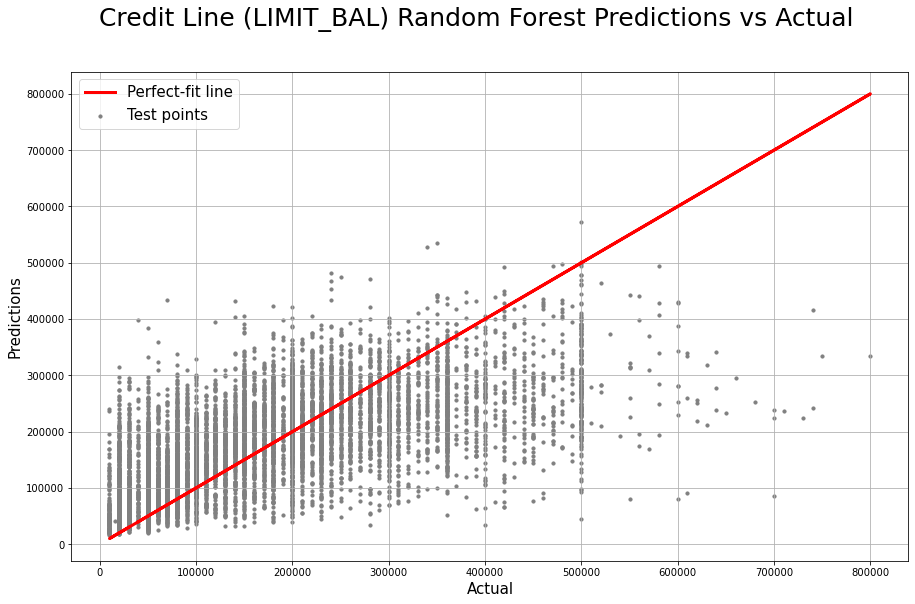 Credit Line (LIMIT_BAL) Random Forest Predictions vs Actual
Perfect-fit line
Test points
800000
700000
600000
500000
400000
300000
200000
100000
0
Predictions
0 100000 200000 300000 400000 500000 600000 700000 800000
Actual